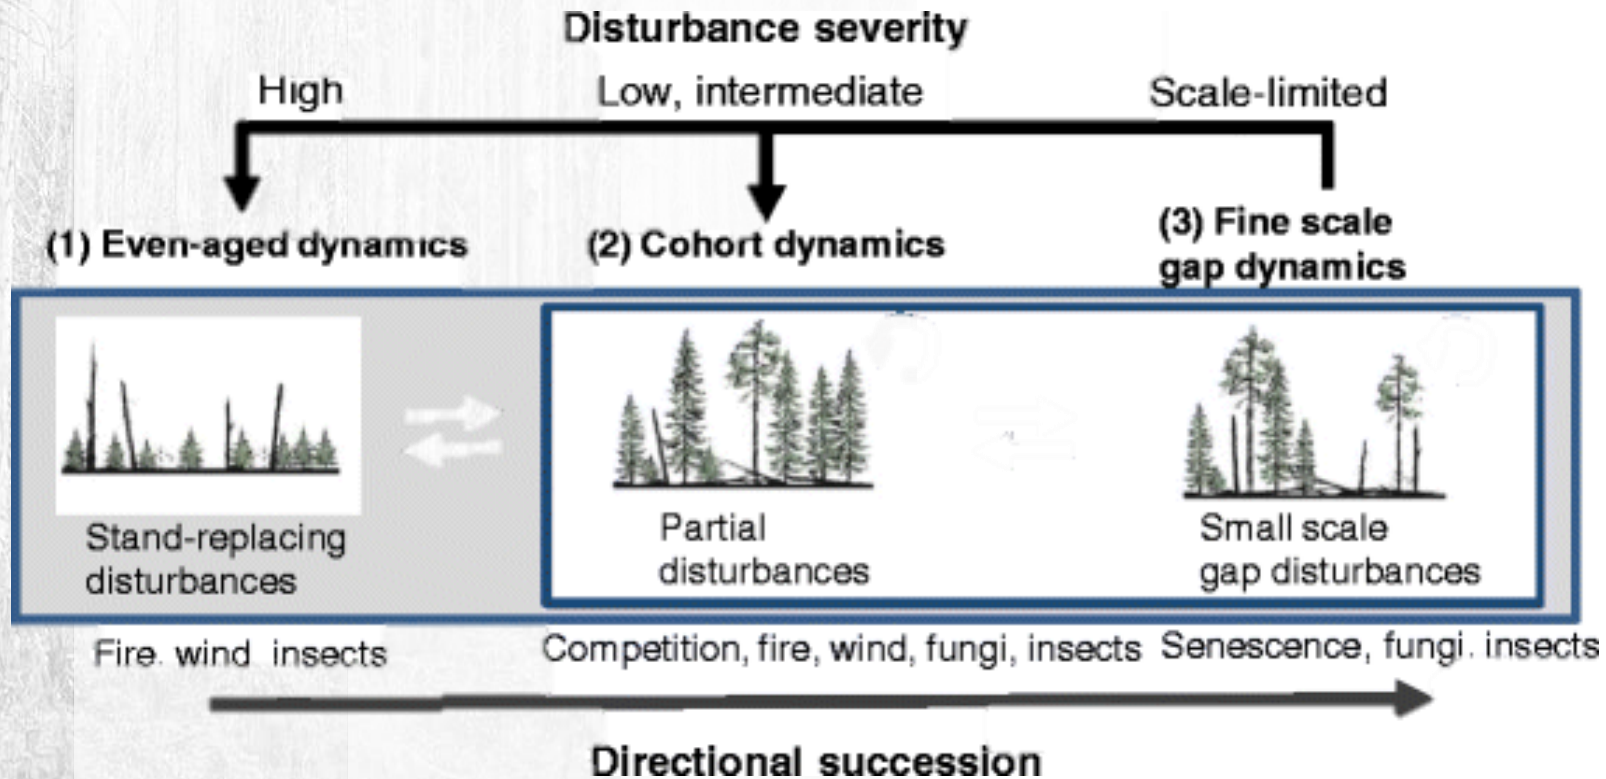 Disturbance severity
High Low, intermediate Scale-limited
(1) Even-aged dynamics (2) Cohort dynamics (3) Fine scale
gap dynamics
Stand-replacing
disturbances
Partial
disturbances
Small scale
gap disturbances
Fire. wind insects Competition, fire, wind, fungi, insects Senescence, fungi. insects
Directional succession